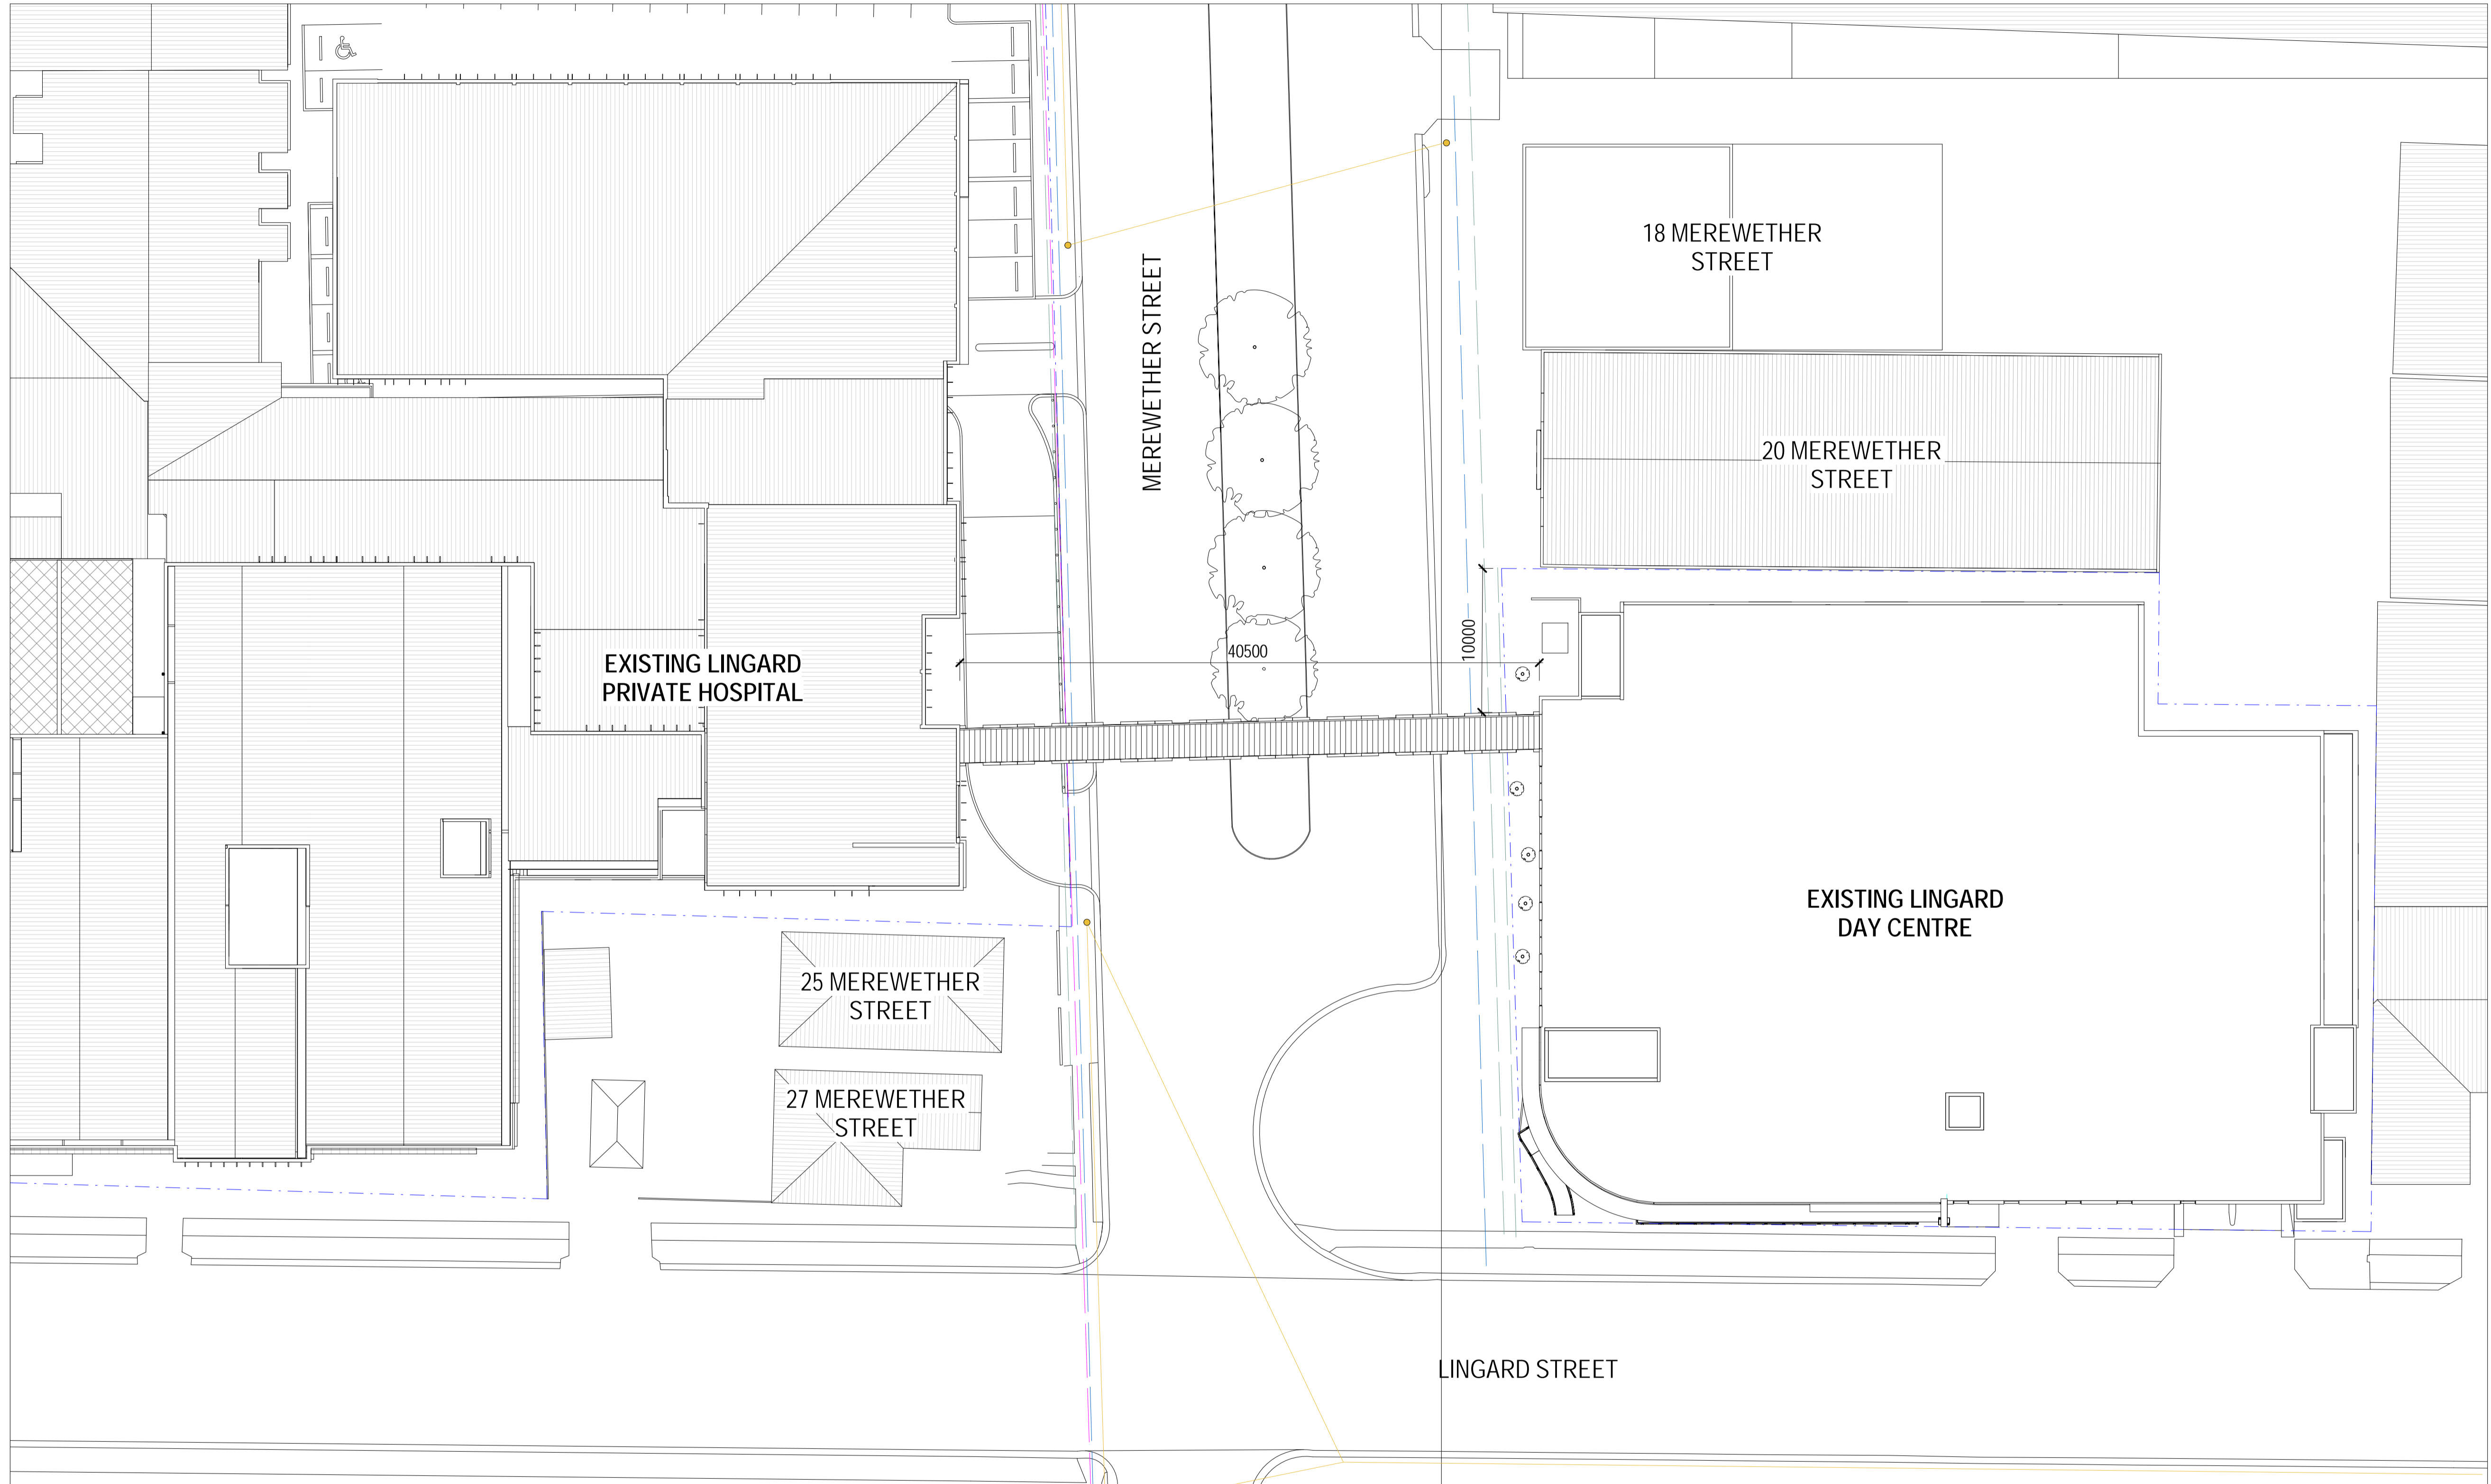 18 MEREWETHER
STREET
MEREWETHER STREET
20 MEREWETHER
STREET
10000
40500
EXISTING LINGARD
PRIVATE HOSPITAL
EXISTING LINGARD
DAY CENTRE
25 MEREWETHER
STREET
27 MEREWETHER
STREET
LINGARD STREET